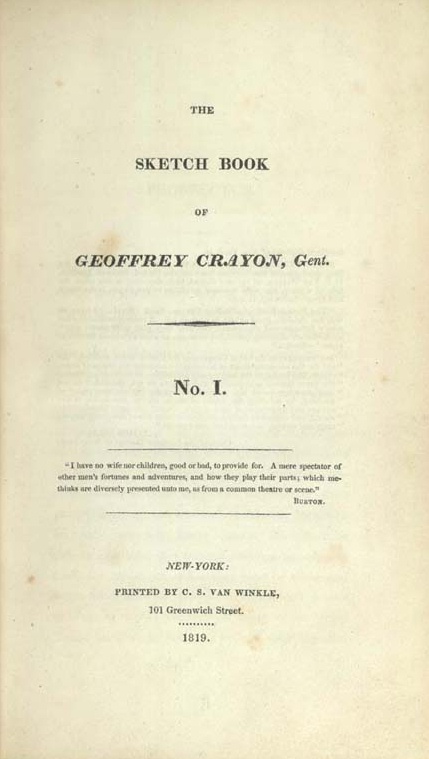 THE
SKETCH BOOK
OF
GEOFFREY CRAYON, Gent.
No. I.
"I have no wife nor children, good or bad, to provide for. A mere spectator of
other men's fortunes and adventures, and how they play their parts; which me-
thinks are diversely presented unto me, as from a common theatre or scene."
BURTON.
NEW-YORK:
PRINTED BY C. S. VAN WINKLE,
101 Greenwich Street.
..........
1819.